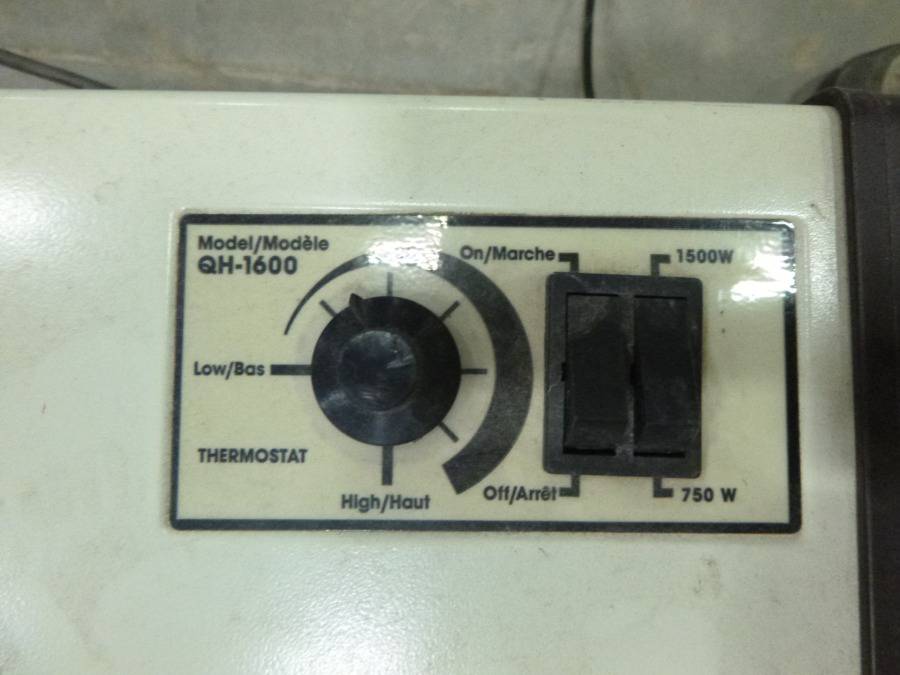 Model/Modèle
QH-1600
On/Marche
1500W
Low/Bas
THERMOSTAT
High/Haut
Off/Arrêt
750 W